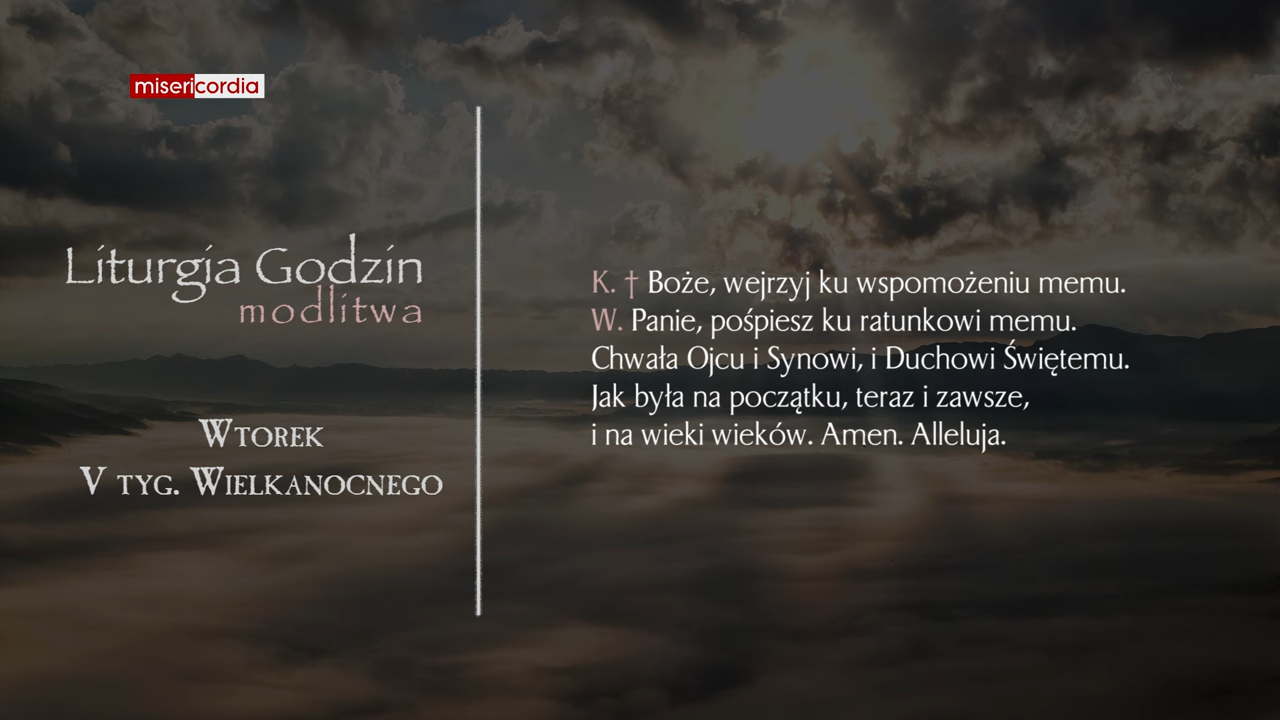 misericordia
Liturgia Godzin
modlitwa
Wtorek
V tyg. Wielkanocnego
K. † Boże, wejrzyj ku wspomożeniu memu.
W. Panie, pośpiesz ku ratunkowi memu.
Chwała Ojcu i Synowi, i Duchowi Świętemu.
Jak była na początku, teraz i zawsze,
i na wieki wieków. Amen. Alleluja.